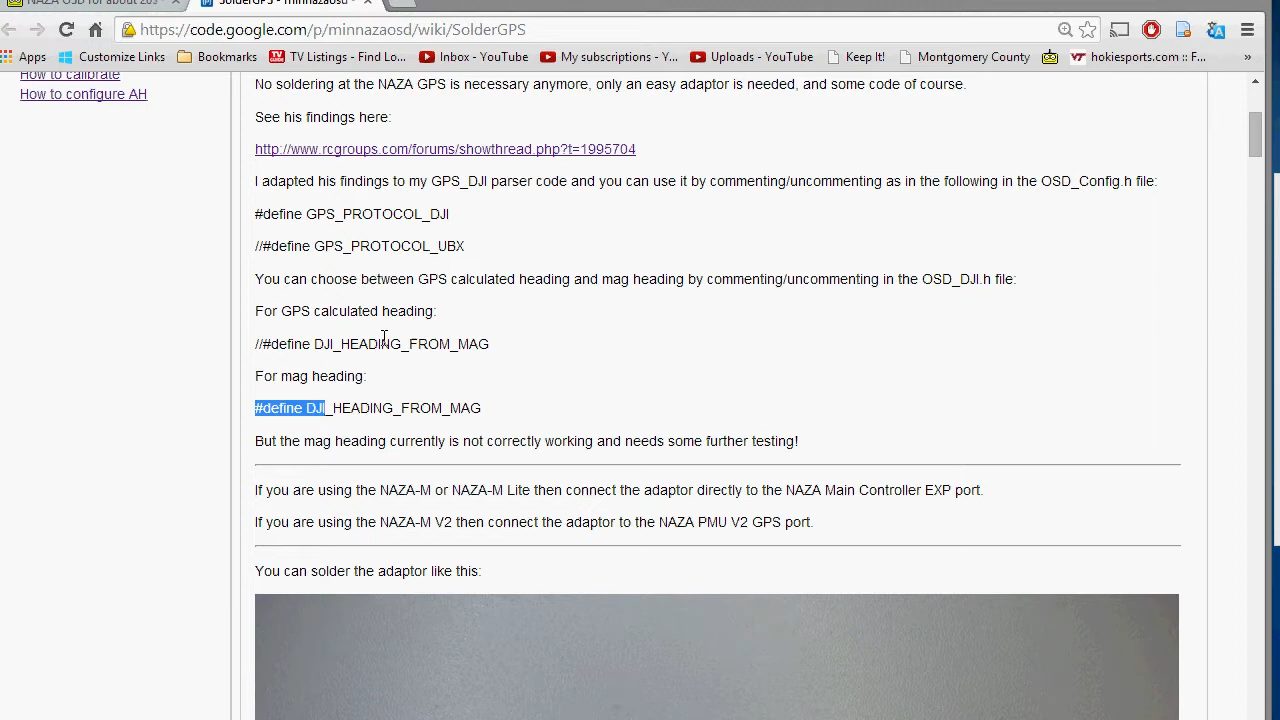 NAZA OSD for about 20$
SolderGPS - minnazaosd
https://code.google.com/p/minnazaosd/wiki/SolderGPS
Apps Customize Links Bookmarks TV Listings - Find Lo... Inbox - YouTube My subscriptions - Y... Uploads - YouTube Keep It! Montgomery County hokiesports.com :: F... »
How to calibrate
How to configure AH
No soldering at the NAZA GPS is necessary anymore, only an easy adaptor is needed, and some code of course.
See his findings here:
http://www.rcgroups.com/forums/showthread.php?t=1995704
I adapted his findings to my GPS_DJI parser code and you can use it by commenting/uncommenting as in the following in the OSD_Config.h file:
#define GPS_PROTOCOL_DJI
//#define GPS_PROTOCOL_UBX
You can choose between GPS calculated heading and mag heading by commenting/uncommenting in the OSD_DJI.h file:
For GPS calculated heading:
//#define DJI_HEADING_FROM_MAG
For mag heading:
#define DJI_HEADING_FROM_MAG
But the mag heading currently is not correctly working and needs some further testing!
If you are using the NAZA-M or NAZA-M Lite then connect the adaptor directly to the NAZA Main Controller EXP port.
If you are using the NAZA-M V2 then connect the adaptor to the NAZA PMU V2 GPS port.
You can solder the adaptor like this: